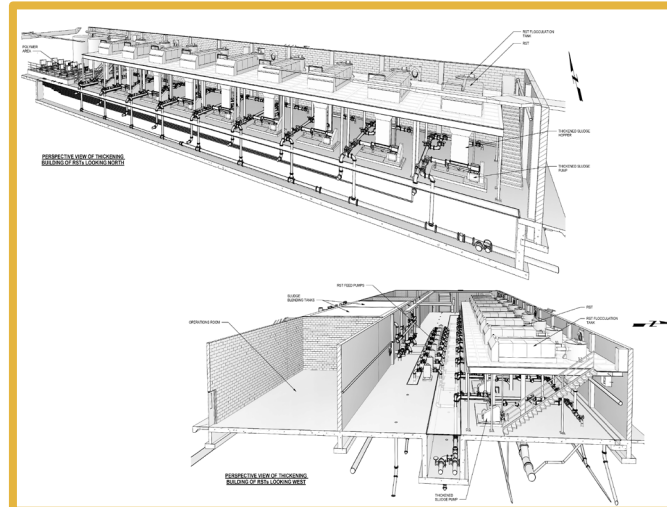 RST FLOCCULATION
TANK
RST
POLYMER
AREA
THICKENED SLUDGE
HOPPER
THICKENED SLUDGE
PUMP
PERSPECTIVE VIEW OF THICKENING
BUILDING OF RSTs LOOKING NORTH
RST FEED PUMPS
SLUDGE
BLENDING TANKS
OPERATIONS ROOM
RST
RST FLOCCULATION
TANK
Z
PERSPECTIVE VIEW OF THICKENING
BUILDING OF RSTs LOOKING WEST
THICKENED
SLUDGE PUMP